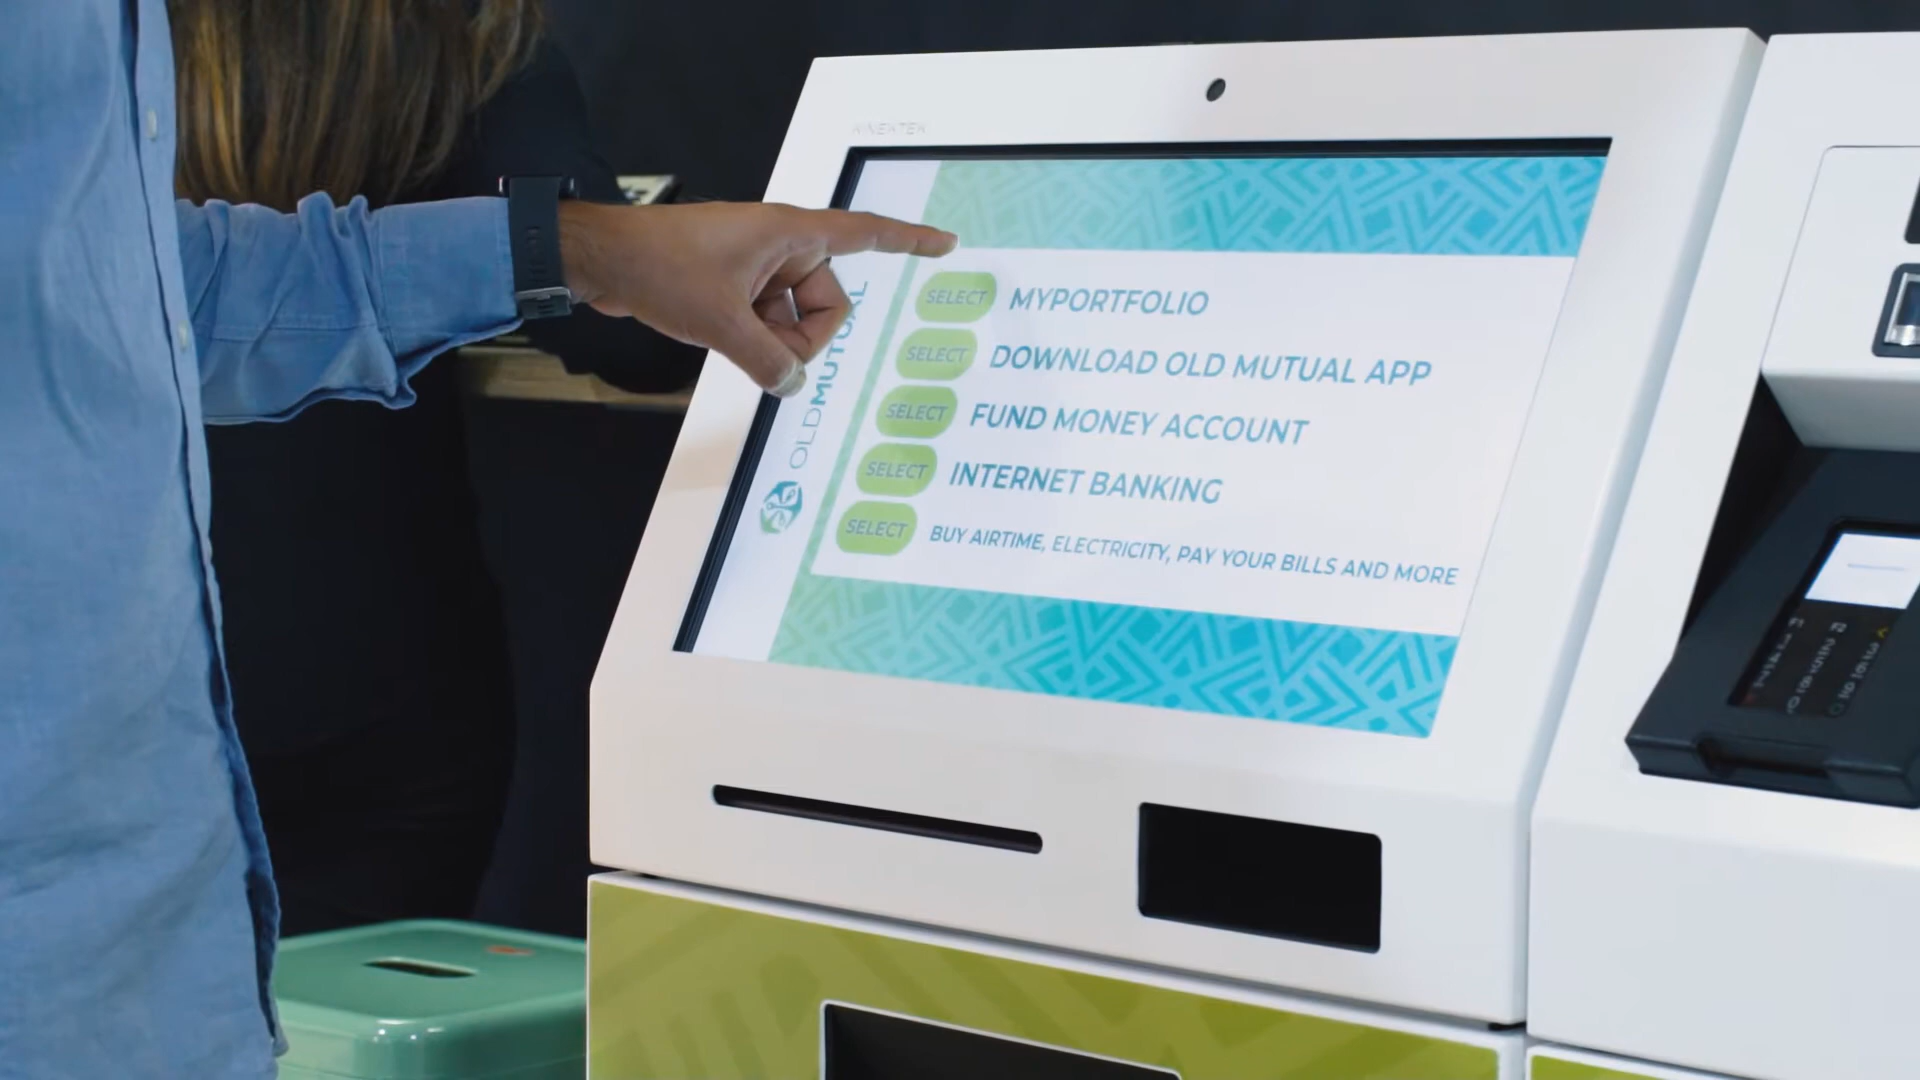 KINEKTEK
OLDMUTUAL
SELECT MYPORTFOLIO
SELECT DOWNLOAD OLD MUTUAL APP
SELECT FUND MONEY ACCOUNT
SELECT INTERNET BANKING
SELECT BUY AIRTIME, ELECTRICITY, PAY YOUR BILLS AND MORE